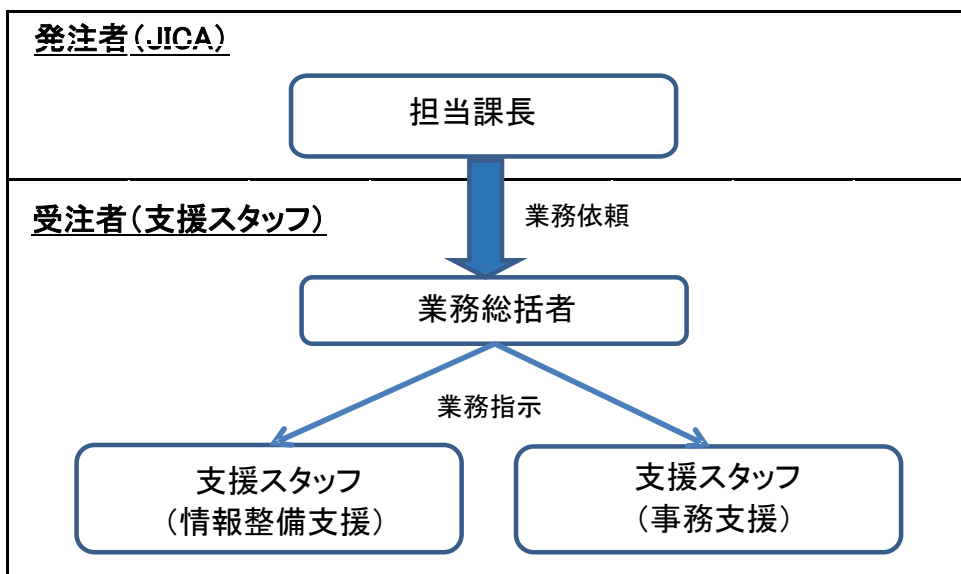 発注者(JICA)
担当課長
受注者(支援スタッフ)
業務依頼
業務総括者
業務指示
支援スタッフ
(情報整備支援)
支援スタッフ
(事務支援)